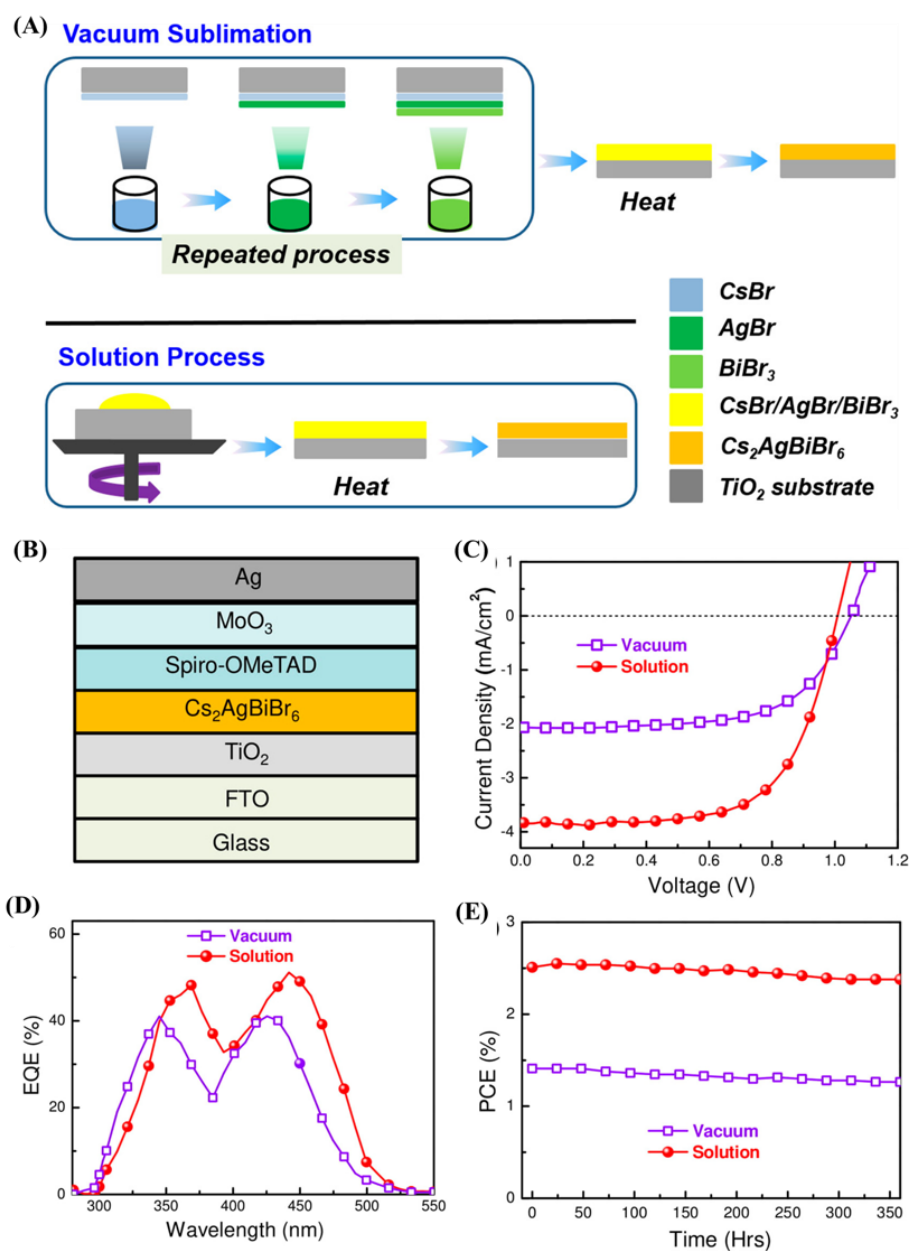 (A)
Vacuum Sublimation
Repeated process
Heat
CsBr
AgBr
BiBr₃
CsBr/AgBr/BiBr₃
Cs₂AgBiBr₆
TiO₂ substrate
Solution Process
Heat
(B)
Ag
MoO₃
Spiro-OMeTAD
Cs₂AgBiBr₆
TiO₂
FTO
Glass
(C)
Current Density (mA/cm²)
1
0
-1
-2
-3
-4
Vacuum
Solution
0.0 0.2 0.4 0.6 0.8 1.0 1.2
Voltage (V)
(D)
EQE (%)
60
40
20
0
Vacuum
Solution
300 350 400 450 500 550
Wavelength (nm)
(E)
PCE (%)
3
2
1
0
Vacuum
Solution
0 50 100 150 200 250 300 350
Time (Hrs)